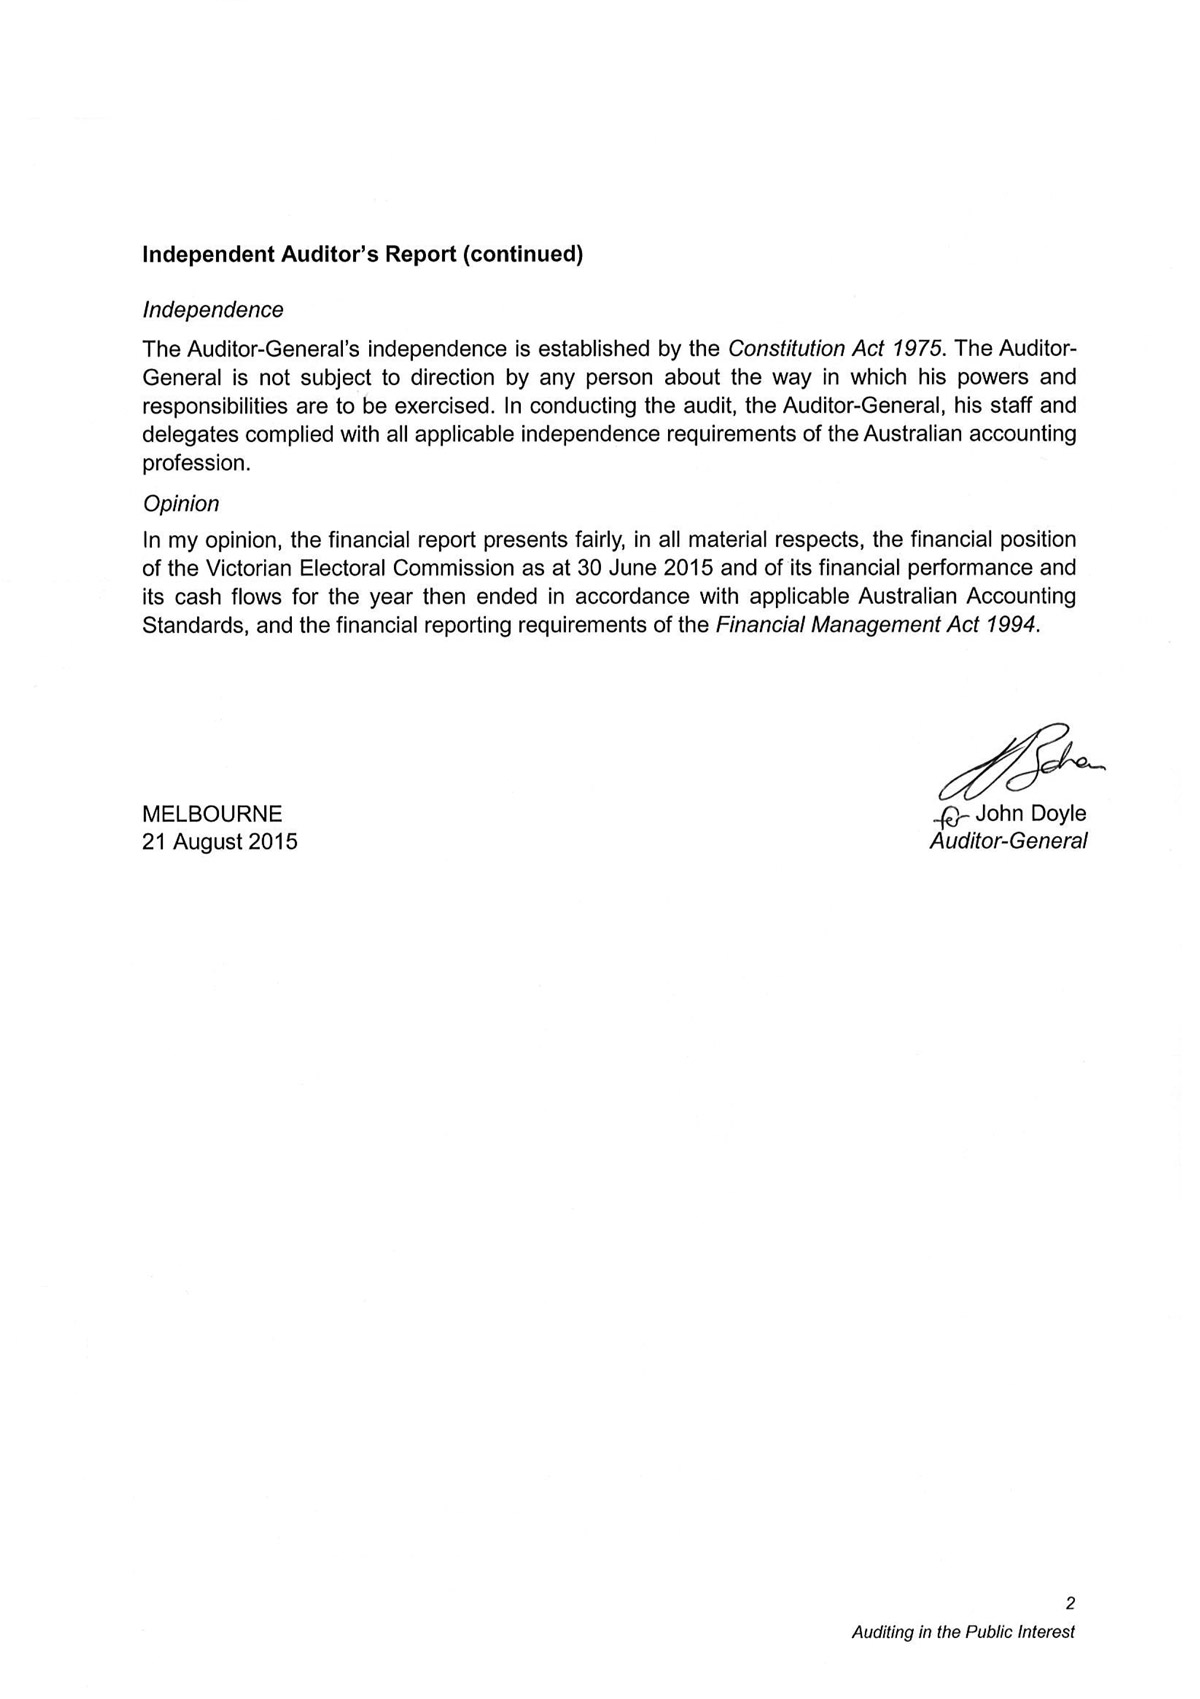 Independent Auditor's Report (continued)
Independence
The Auditor-General's independence is established by the Constitution Act 1975. The Auditor-
General is not subject to direction by any person about the way in which his powers and
responsibilities are to be exercised. In conducting the audit, the Auditor-General, his staff and
delegates complied with all applicable independence requirements of the Australian accounting
profession.
Opinion
In my opinion, the financial report presents fairly, in all material respects, the financial position
of the Victorian Electoral Commission as at 30 June 2015 and of its financial performance and
its cash flows for the year then ended in accordance with applicable Australian Accounting
Standards, and the financial reporting requirements of the Financial Management Act 1994.
MELBOURNE
21 August 2015
for John Doyle
Auditor-General
2
Auditing in the Public Interest